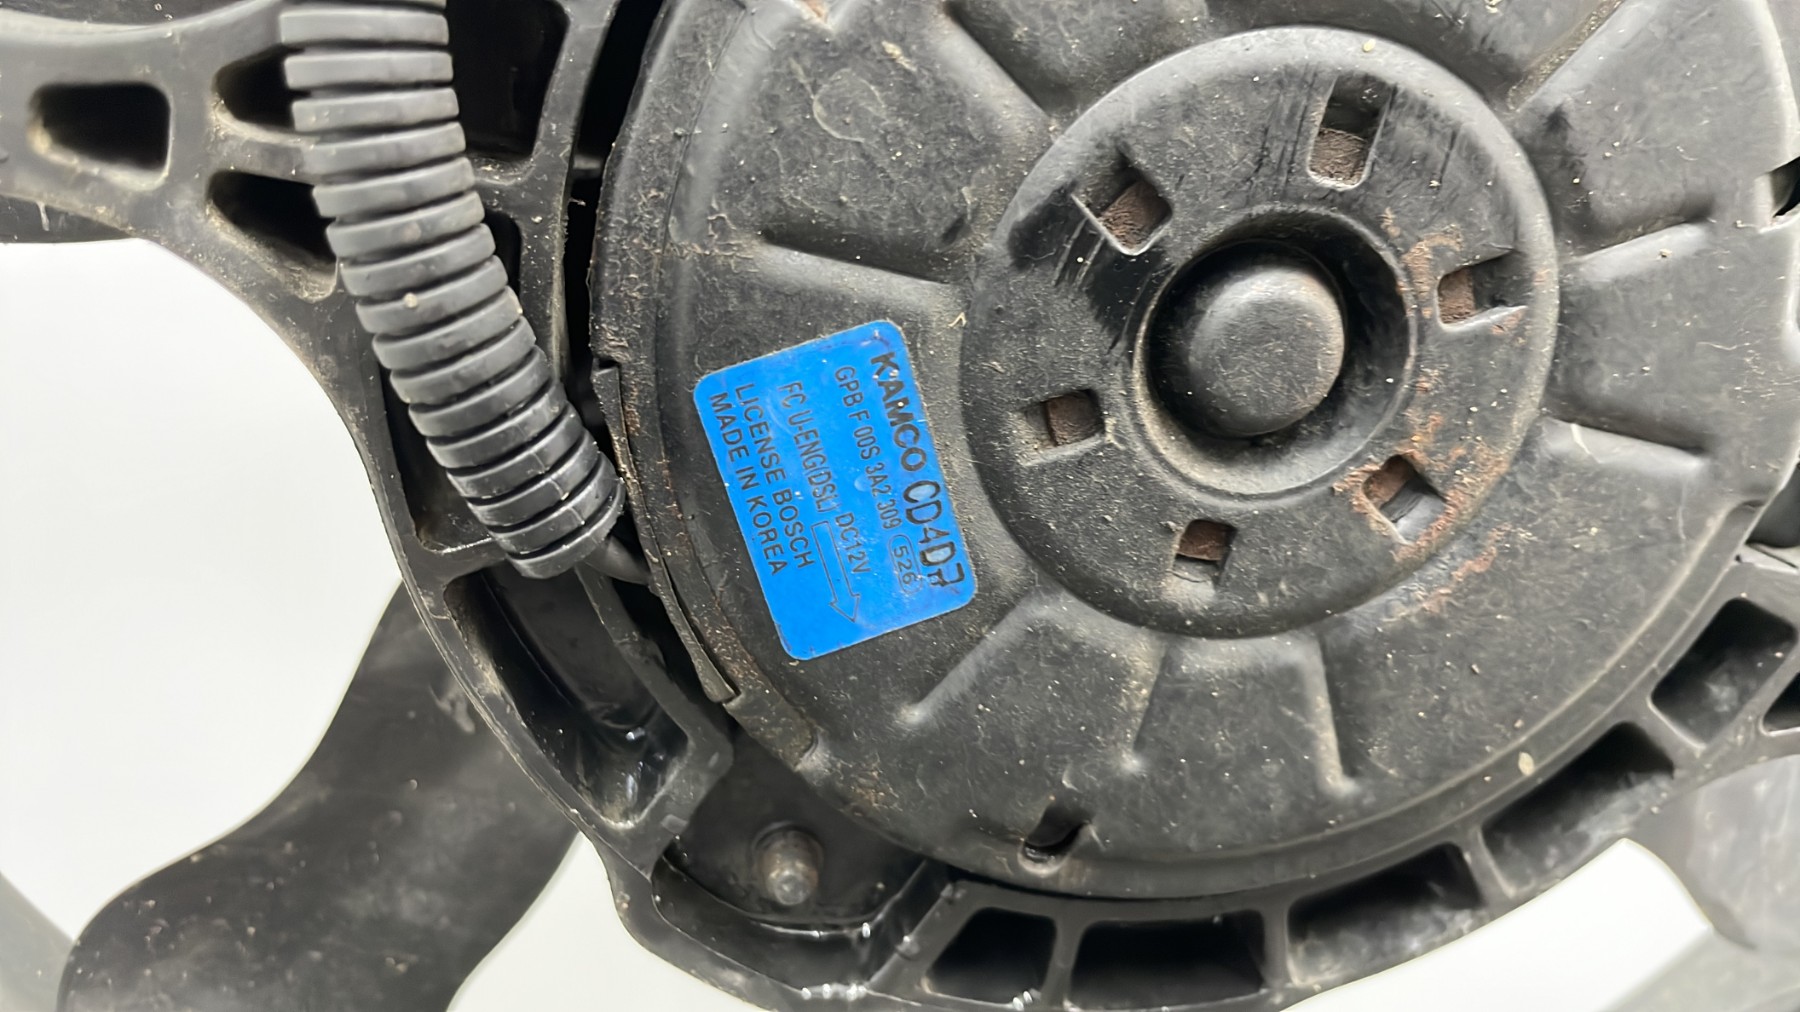 KAMCO CD4D7
GPB F 00S 3A2 309 526
FC U-ENG(DSL) DC12V
LICENSE BOSCH
MADE IN KOREA